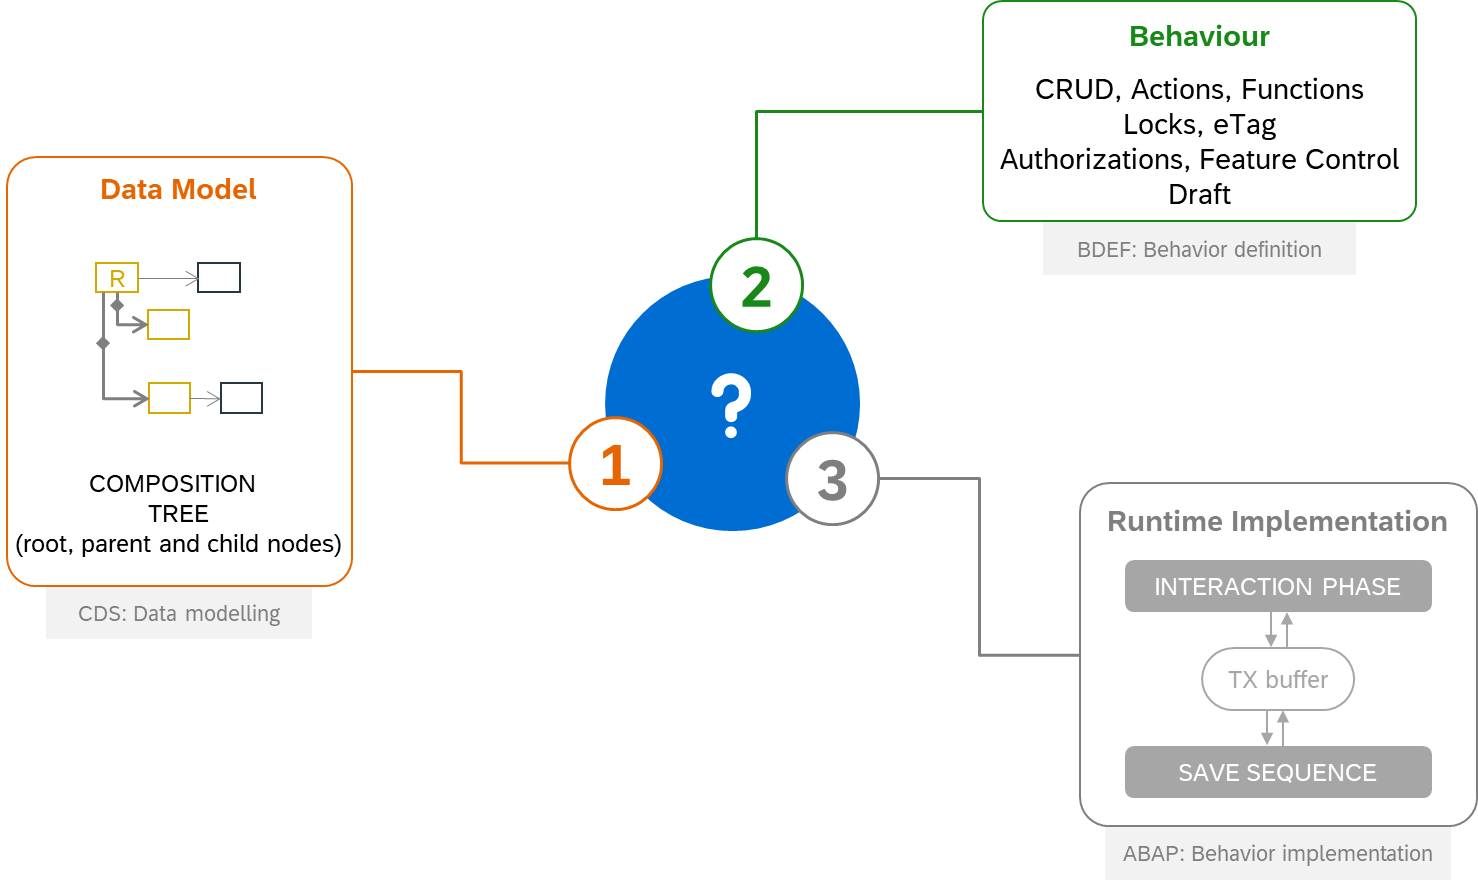 Behaviour
CRUD, Actions, Functions
Locks, eTag
Authorizations, Feature Control
Draft
BDEF: Behavior definition
Data Model
R
COMPOSITION
TREE
(root, parent and child nodes)
CDS: Data modelling
2
?
1
3
Runtime Implementation
INTERACTION PHASE
TX buffer
SAVE SEQUENCE
ABAP: Behavior implementation